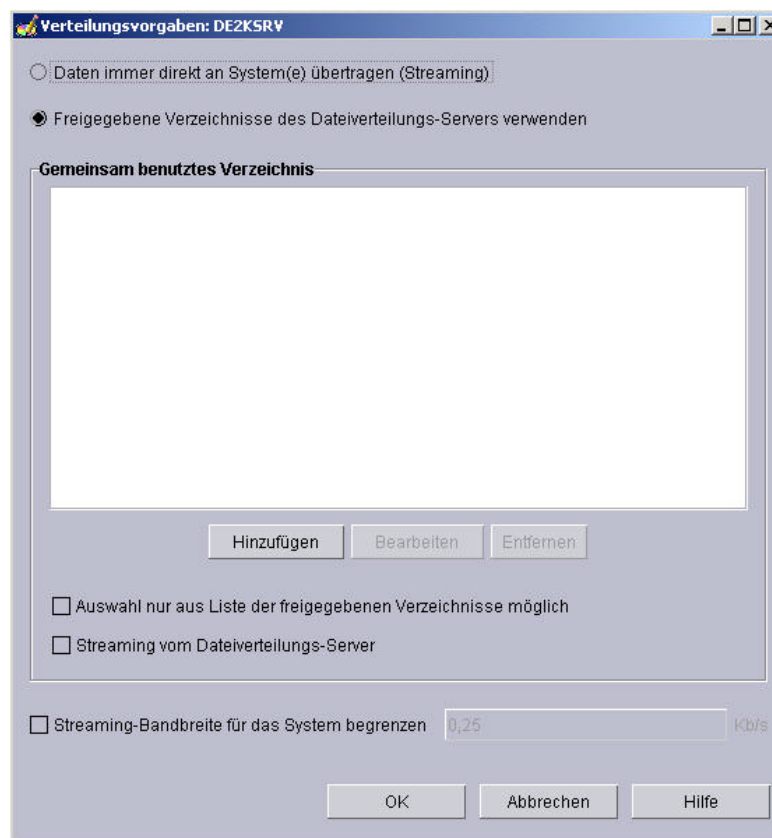 Verteilungsvorgaben: DE2KSRV
Daten immer direkt an System(e) übertragen (Streaming)
Freigegebene Verzeichnisse des Dateiverteilungs-Servers verwenden
Gemeinsam benutztes Verzeichnis
Hinzufügen Bearbeiten Entfernen
Auswahl nur aus Liste der freigegebenen Verzeichnisse möglich
Streaming vom Dateiverteilungs-Server
Streaming-Bandbreite für das System begrenzen 0,25 Kb/s
OK Abbrechen Hilfe